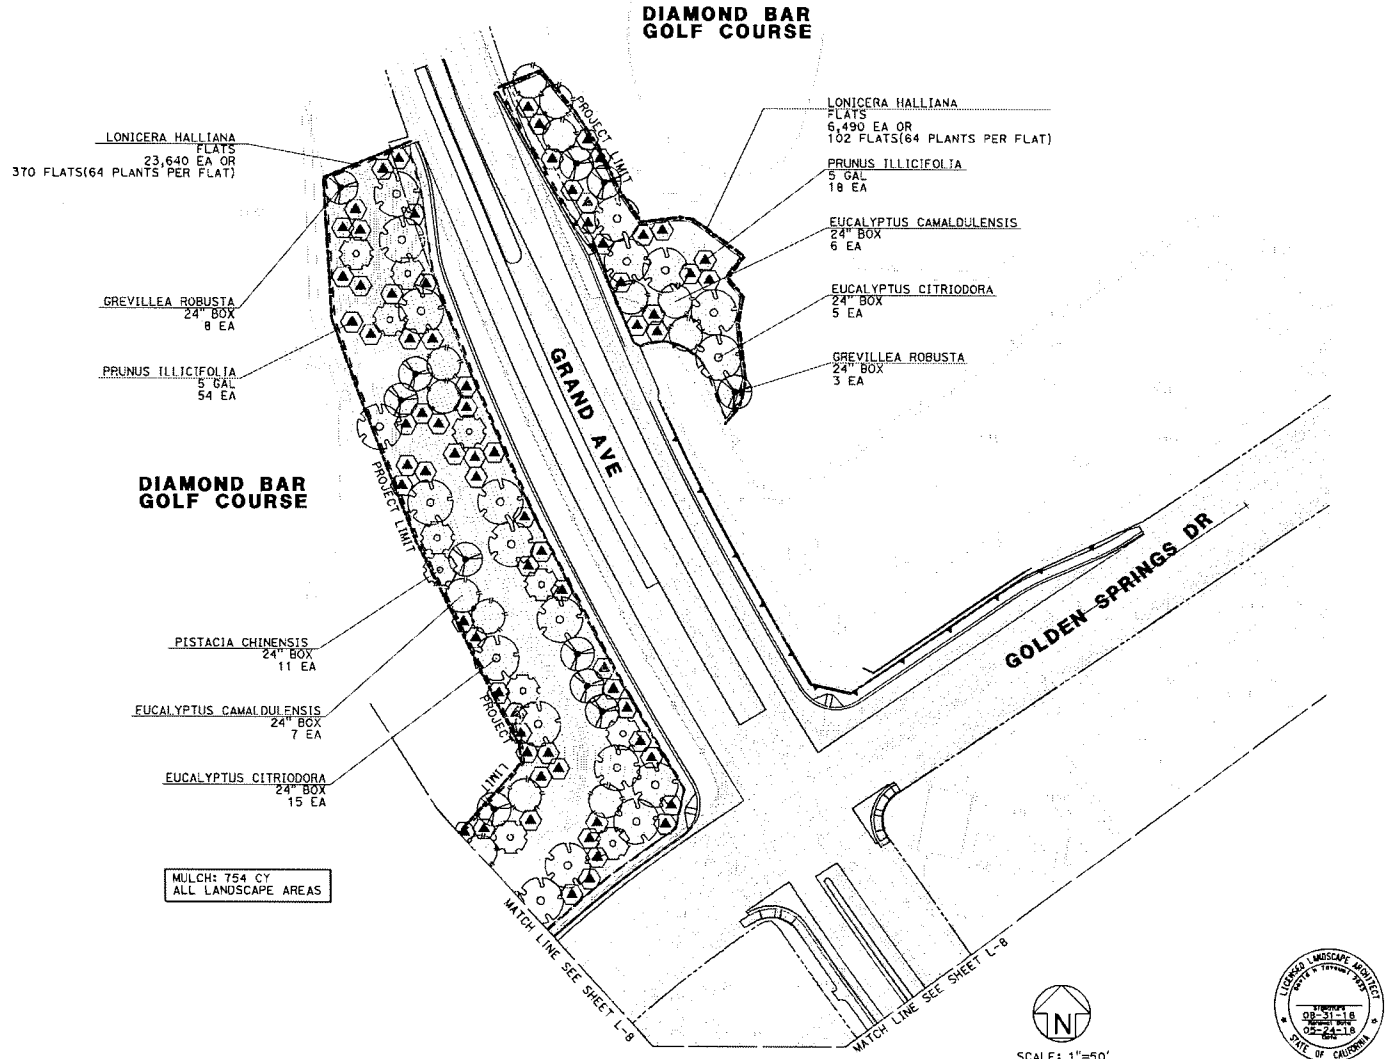 DIAMOND BAR
GOLF COURSE
LONICERA HALLIANA
FLATS
23,640 EA OR
370 FLATS(64 PLANTS PER FLAT)
GREVILLEA ROBUSTA
24" BOX
8 EA
PRUNUS ILLICIFOLIA
5 GAL
54 EA
DIAMOND BAR
GOLF COURSE
PISTACIA CHINENSIS
24" BOX
11 EA
EUCALYPTUS CAMALDULENSIS
24" BOX
7 EA
EUCALYPTUS CITRIODORA
24" BOX
15 EA
MULCH: 754 CY
ALL LANDSCAPE AREAS
LONICERA HALLIANA
FLATS
6,490 EA OR
102 FLATS(64 PLANTS PER FLAT)
PRUNUS ILLICIFOLIA
5 GAL
18 EA
EUCALYPTUS CAMALDULENSIS
24" BOX
6 EA
EUCALYPTUS CITRIODORA
24" BOX
5 EA
GREVILLEA ROBUSTA
24" BOX
3 EA
PROJECT LIMIT
PROJECT LIMIT
PROJECT
LIMIT
GRAND AVE
GOLDEN SPRINGS DR
MATCH LINE SEE SHEET L-8
MATCH LINE SEE SHEET L-8
N
SCALE: 1"=50'
LICENSED LANDSCAPE ARCHITECT
Signature
08-31-18
Renewal Date
05-24-18
Date
STATE OF CALIFORNIA